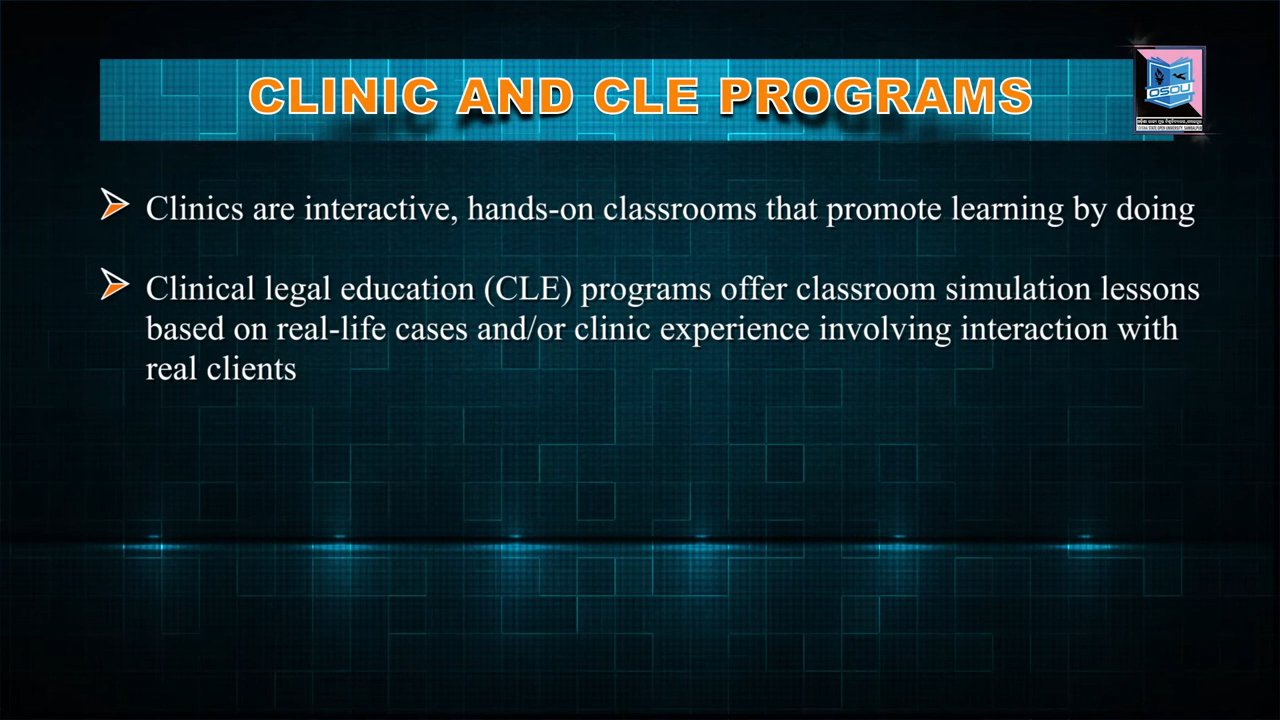 CLINIC AND CLE PROGRAMS
OSOU
Clinics are interactive, hands-on classrooms that promote learning by doing
Clinical legal education (CLE) programs offer classroom simulation lessons
based on real-life cases and/or clinic experience involving interaction with
real clients